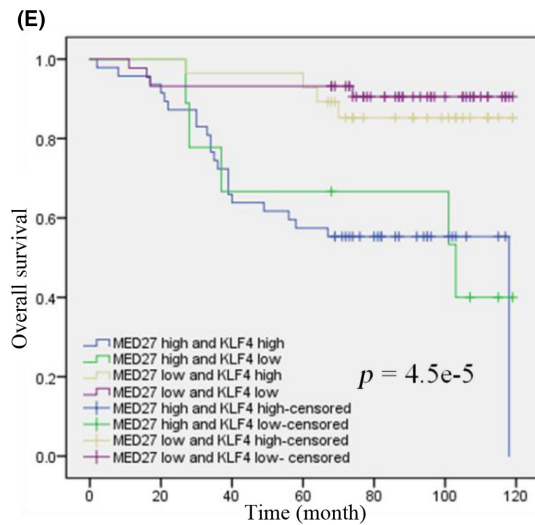 (E)
1.0
0.8
0.6
0.4
0.2
0.0
Overall survival
MED27 high and KLF4 high
MED27 high and KLF4 low
MED27 low and KLF4 high
MED27 low and KLF4 low
MED27 high and KLF4 high-censored
MED27 high and KLF4 low-censored
MED27 low and KLF4 high-censored
MED27 low and KLF4 low- censored
p = 4.5e-5
0 20 40 60 80 100 120
Time (month)